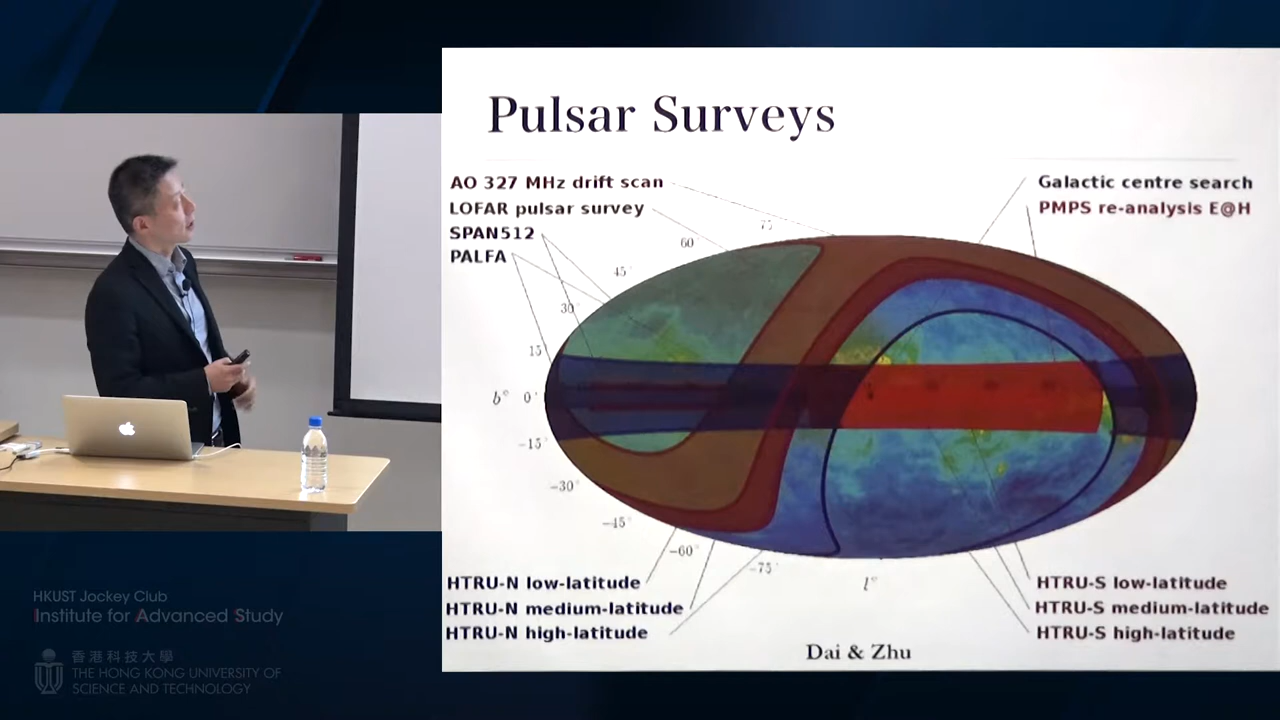 Pulsar Surveys
AO 327 MHz drift scan
LOFAR pulsar survey
SPAN512
PALFA
Galactic centre search
PMPS re-analysis E@H
75°
60
45
30°
15
b° 0°
-15°
-30°
-45°
-60°
-75°
l°
HTRU-N low-latitude
HTRU-N medium-latitude
HTRU-N high-latitude
HTRU-S low-latitude
HTRU-S medium-latitude
HTRU-S high-latitude
Dai & Zhu
HKUST Jockey Club
Institute for Advanced Study
香港科技大學
THE HONG KONG UNIVERSITY OF
SCIENCE AND TECHNOLOGY